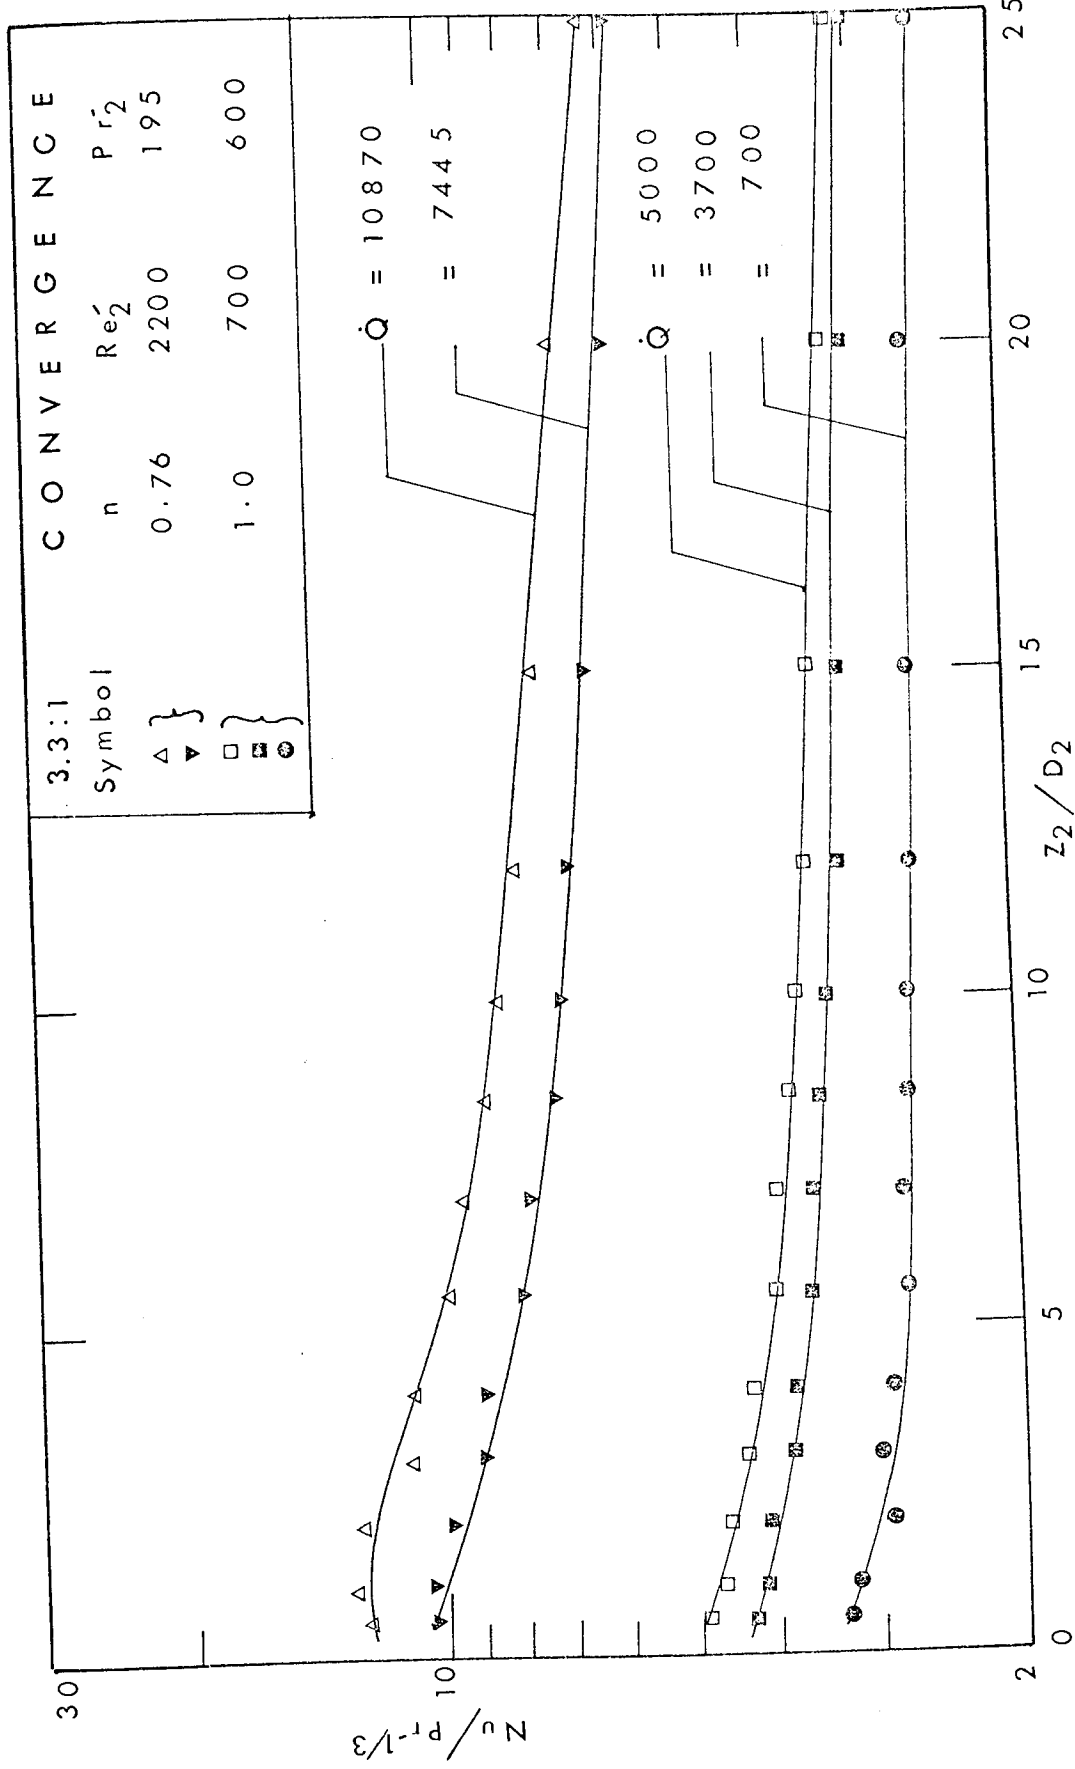 3.3:1 CONVERGENCE
Symbol n Re´2 Pr´2
△ } 0.76 2200 195
▼
□ } 1.0 700 600
■
●
Q̇ = 10870
= 7445
Q̇ = 5000
= 3700
= 700
30
10
2
Nu/Pr-1/3
0 5 10 15 20 25
Z2/D2